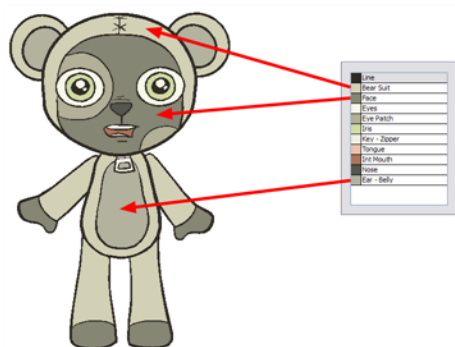 Line
Bear Suit
Face
Eyes
Eye Patch
Iris
Key - Zipper
Tongue
Int Mouth
Nose
Ear - Belly